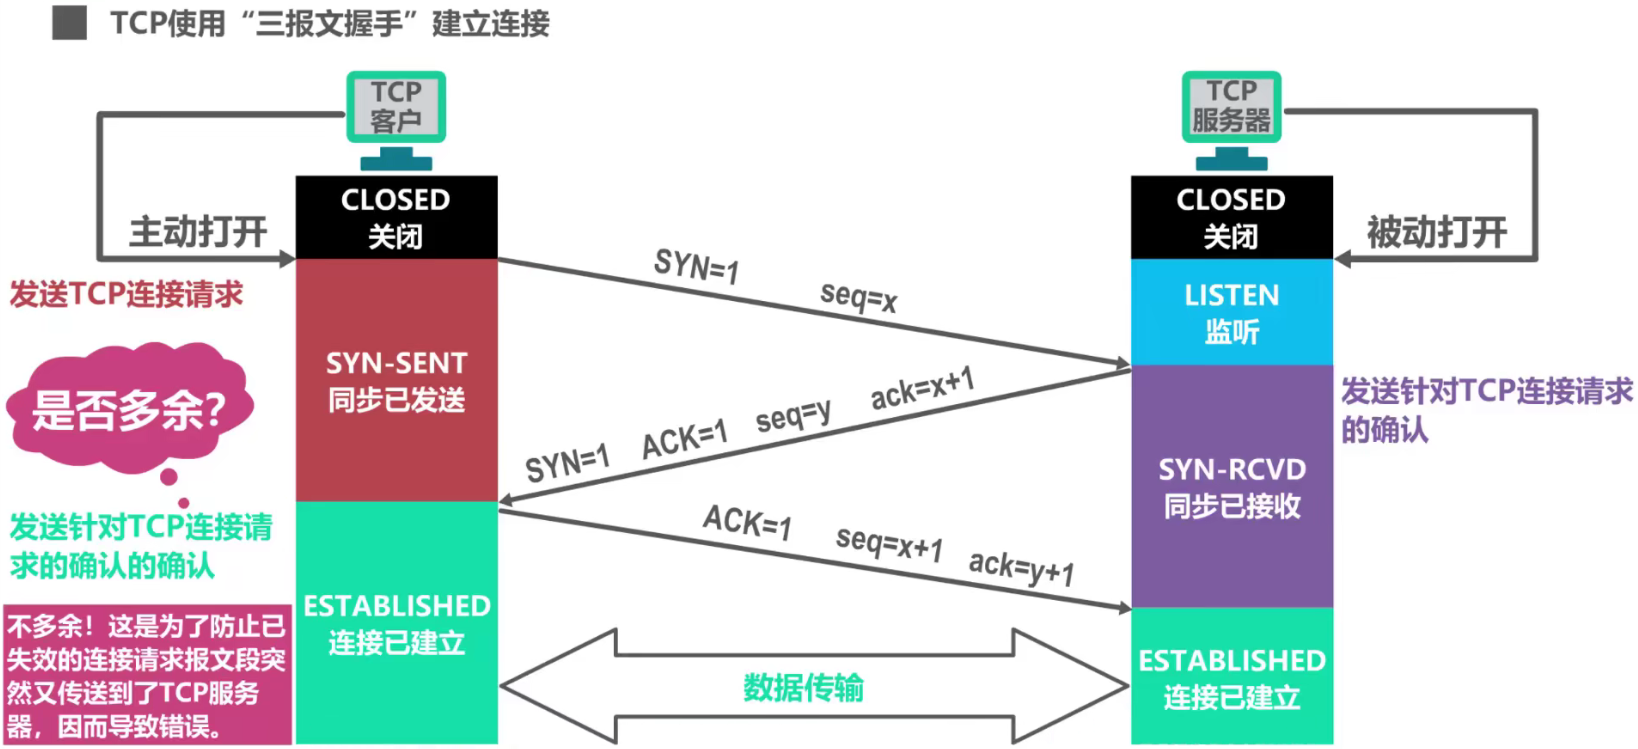 TCP使用“三报文握手”建立连接
TCP
客户
TCP
服务器
CLOSED
关闭
CLOSED
关闭
主动打开
被动打开
发送TCP连接请求
SYN=1 seq=x
LISTEN
监听
SYN-SENT
同步已发送
是否多余?
SYN=1 ACK=1 seq=y ack=x+1
发送针对TCP连接请求
的确认
SYN-RCVD
同步已接收
发送针对TCP连接请
求的确认的确认
ACK=1 seq=x+1 ack=y+1
ESTABLISHED
连接已建立
不多余！这是为了防止已
失效的连接请求报文段突
然又传送到了TCP服务
器，因而导致错误。
数据传输
ESTABLISHED
连接已建立